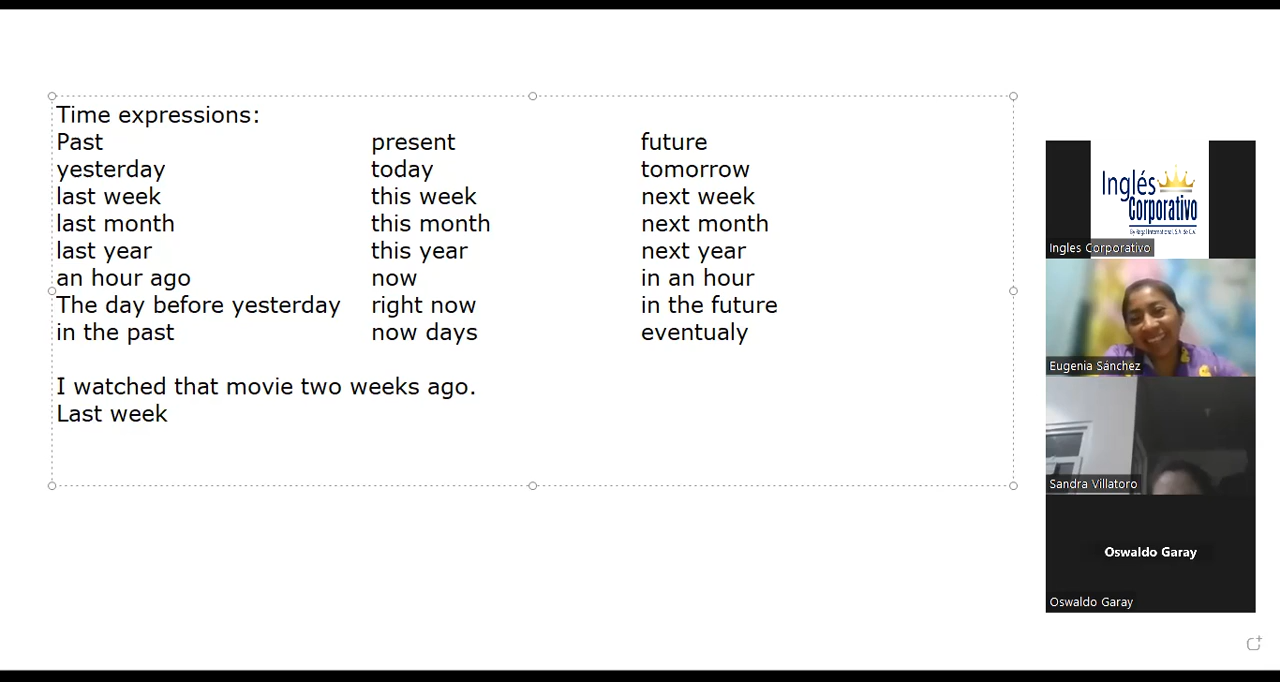 Time expressions:
Past present future
yesterday today tomorrow
last week this week next week
last month this month next month
last year this year next year
an hour ago now in an hour
The day before yesterday right now in the future
in the past now days eventualy
I watched that movie two weeks ago.
Last week
Inglés
Corporativo
Ingles Corporativo
Eugenia Sánchez
Sandra Villatoro
Oswaldo Garay
Oswaldo Garay